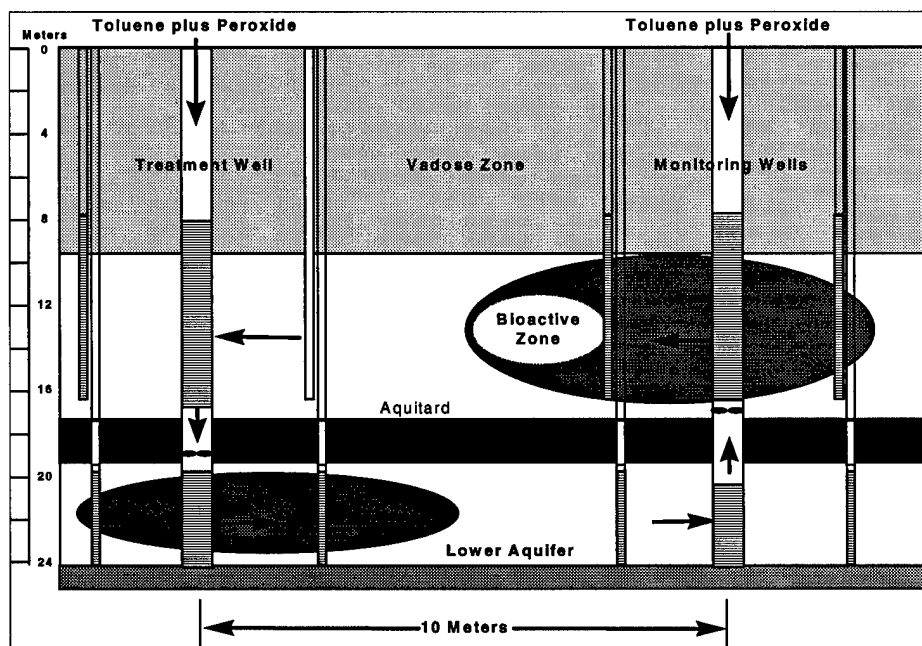 Toluene plus Peroxide
Toluene plus Peroxide
Meters
0
4
Treatment Well
Vadose Zone
Monitoring Wells
8
12
Bioactive
Zone
16
Aquitard
20
Lower Aquifer
24
10 Meters